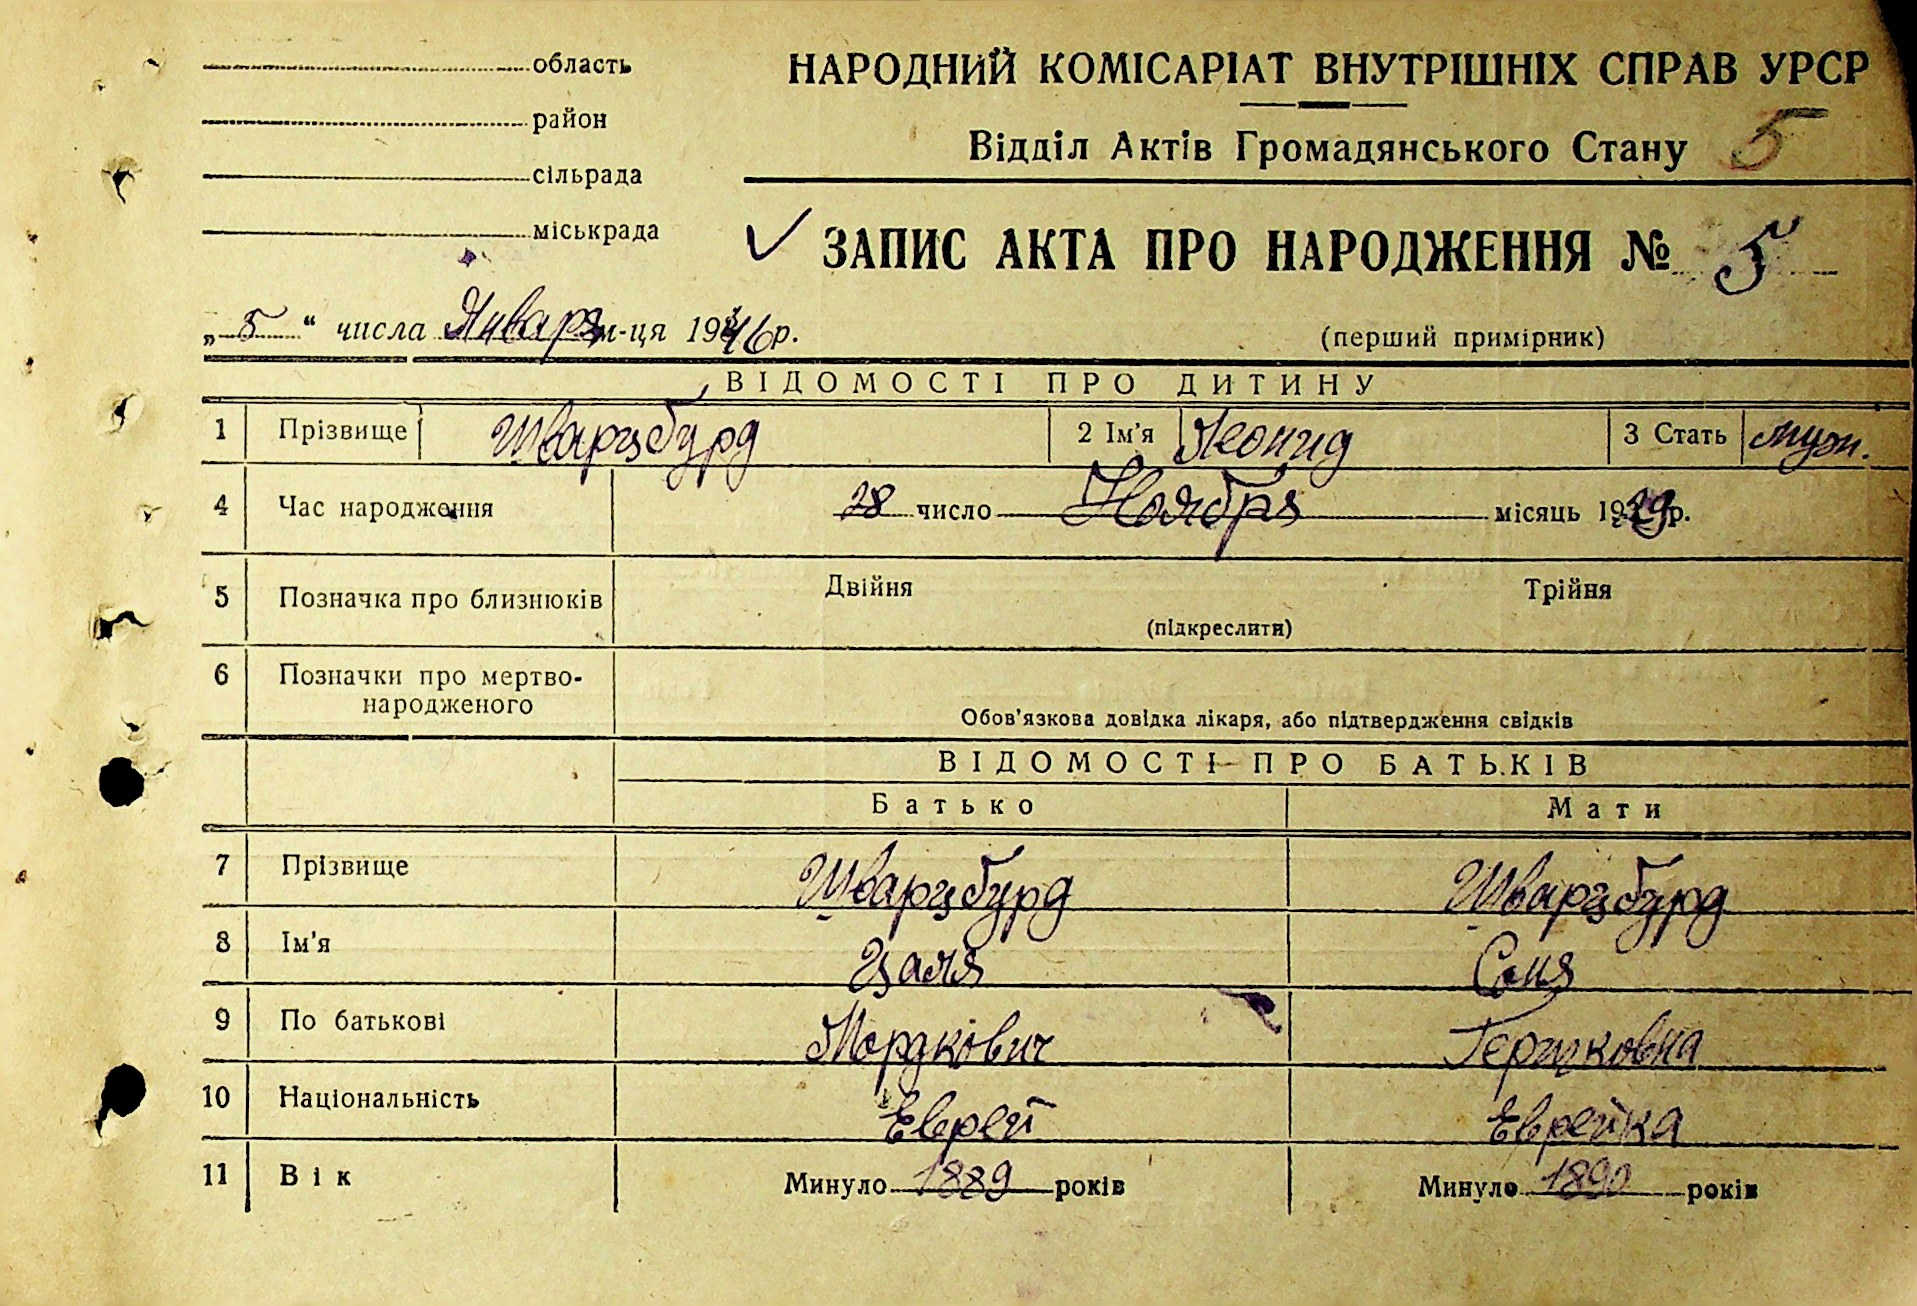 область
район
сільрада
міськрада
НАРОДНИЙ КОМІСАРІАТ ВНУТРІШНІХ СПРАВ УРСР
Відділ Актів Громадянського Стану 5
ЗАПИС АКТА ПРО НАРОДЖЕННЯ № 5
„ 5 “ числа Января м-ця 1946 р.
(перший примірник)
ВІДОМОСТІ ПРО ДИТИНУ
1 Прізвище Шварцбурд 2 Ім'я Леонид 3 Стать муж.
4 Час народження 28 число Ноября місяць 1929 р.
5 Позначка про близнюків Двійня Трійня
(підкреслити)
6 Позначки про мертво-
народженого
Обов'язкова довідка лікаря, або підтвердження свідків
ВІДОМОСТІ ПРО БАТЬКІВ
Батько Мати
7 Прізвище Шварцбурд Шварцбурд
8 Ім'я Цаля Соня
9 По батькові Мордкович Гершковна
10 Національність Еврей Еврейка
11 Вік Минуло 1889 років Минуло 1890 років